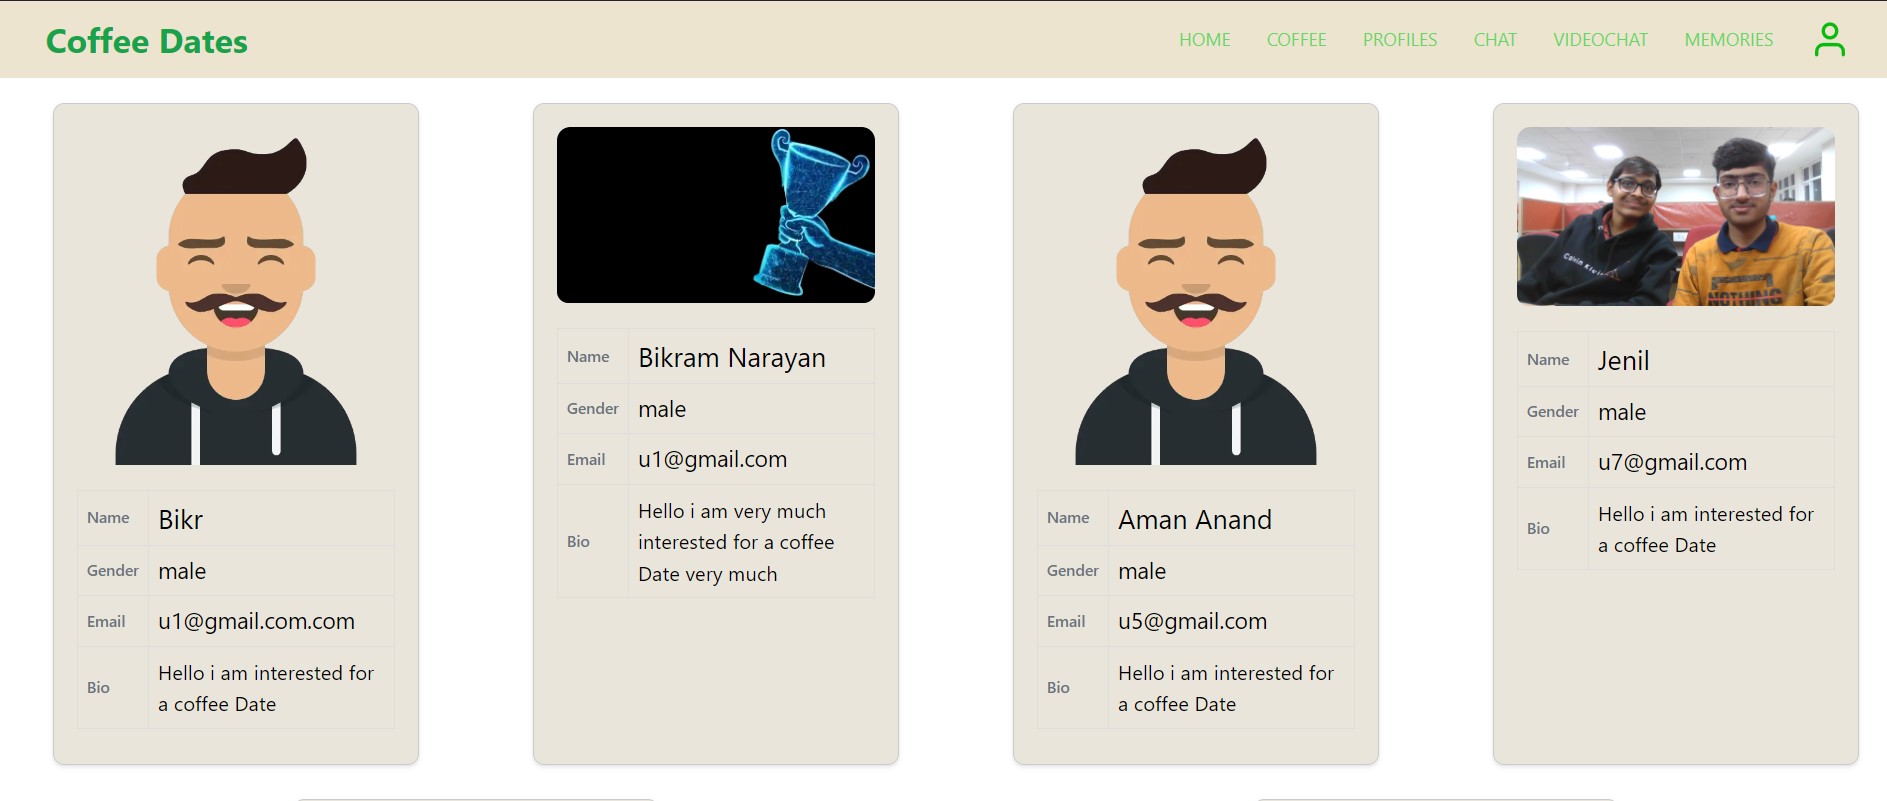 Coffee Dates
HOME COFFEE PROFILES CHAT VIDEOCHAT MEMORIES
Name Bikr
Gender male
Email u1@gmail.com.com
Bio Hello i am interested for
a coffee Date
Name Bikram Narayan
Gender male
Email u1@gmail.com
Bio Hello i am very much
interested for a coffee
Date very much
Name Aman Anand
Gender male
Email u5@gmail.com
Bio Hello i am interested for
a coffee Date
Calvin Klein
NOTHING
Name Jenil
Gender male
Email u7@gmail.com
Bio Hello i am interested for
a coffee Date